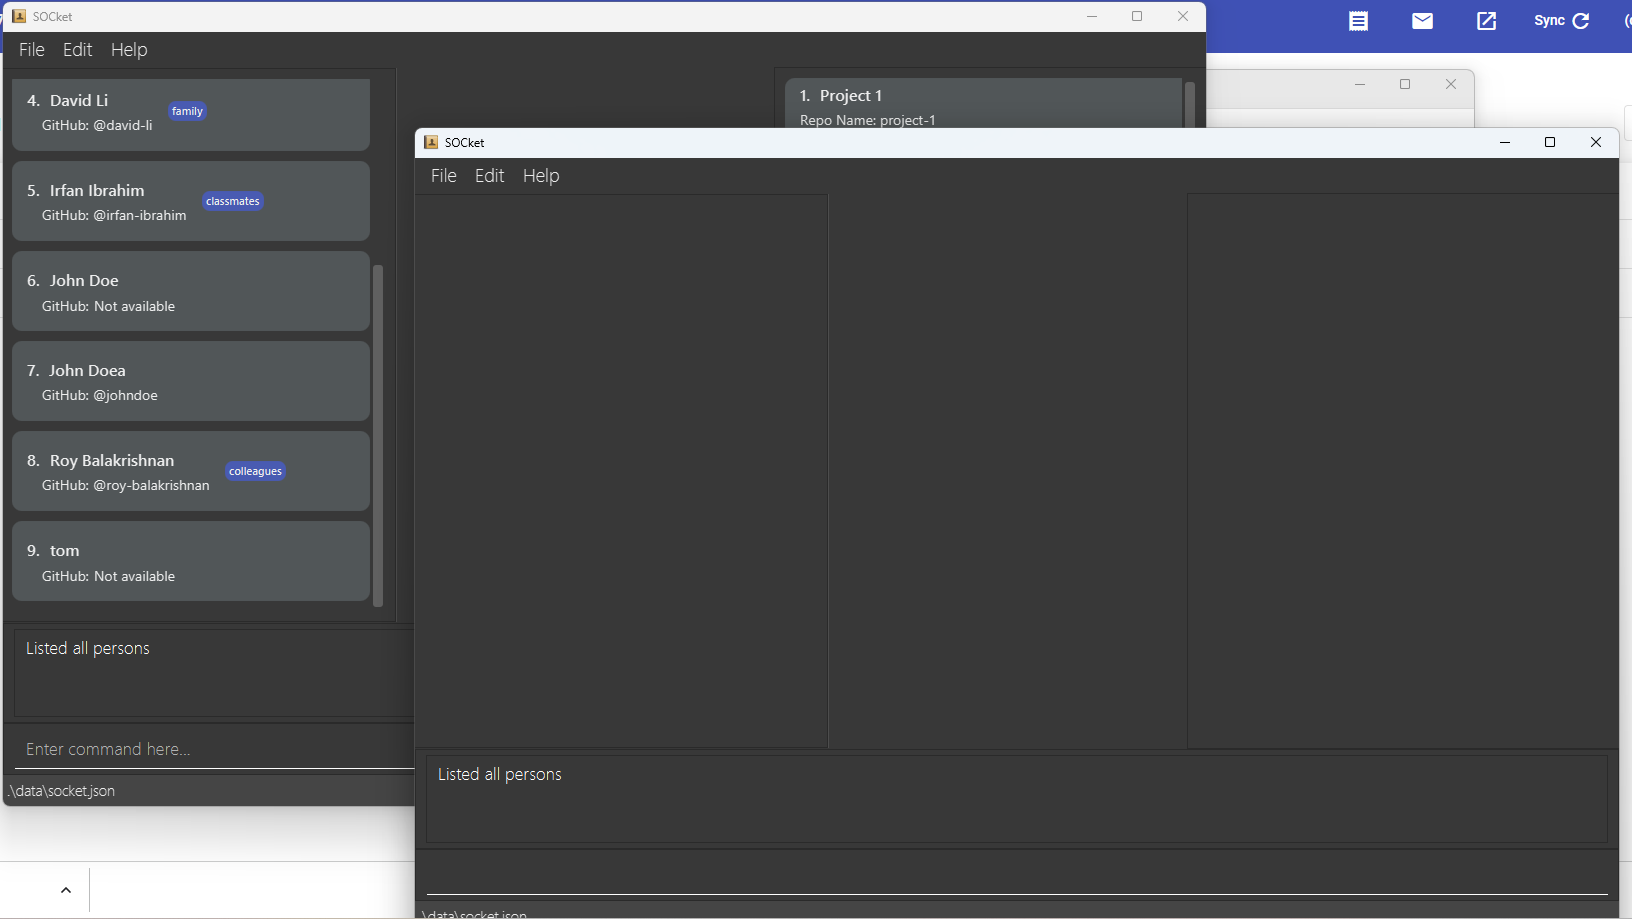 SOCket
Sync
File Edit Help
4. David Li
family
GitHub: @david-li
5. Irfan Ibrahim
classmates
GitHub: @irfan-ibrahim
6. John Doe
GitHub: Not available
7. John Doea
GitHub: @johndoe
8. Roy Balakrishnan
colleagues
GitHub: @roy-balakrishnan
9. tom
GitHub: Not available
1. Project 1
Repo Name: project-1
Listed all persons
Enter command here...
.\data\socket.json
SOCket
File Edit Help
Listed all persons
\data\socket.json